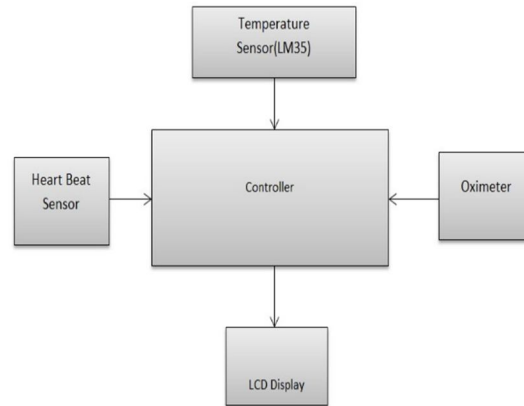 Temperature
Sensor(LM35)
Heart Beat
Sensor
Controller
Oximeter
LCD Display